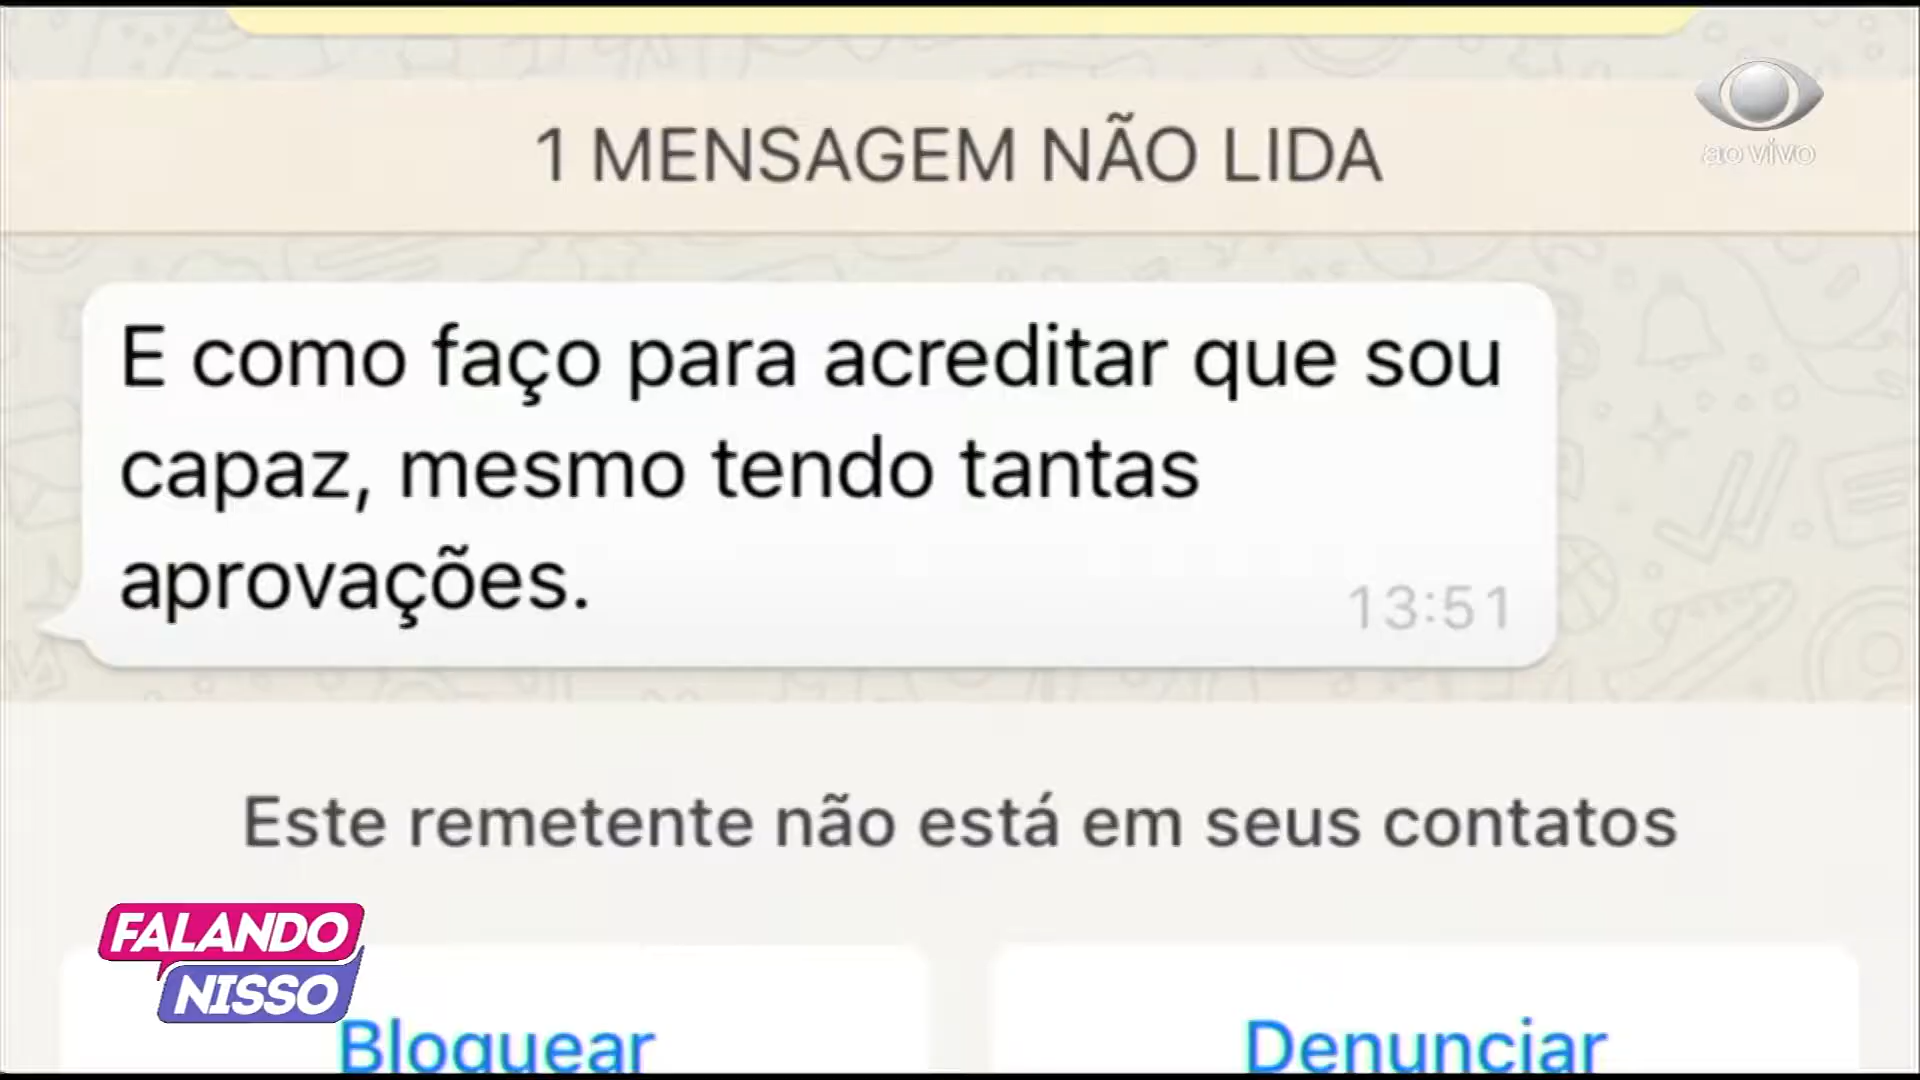 1 MENSAGEM NÃO LIDA
ao vivo
E como faço para acreditar que sou
capaz, mesmo tendo tantas
aprovações.
13:51
Este remetente não está em seus contatos
FALANDO
NISSO
Bloquear
Denunciar